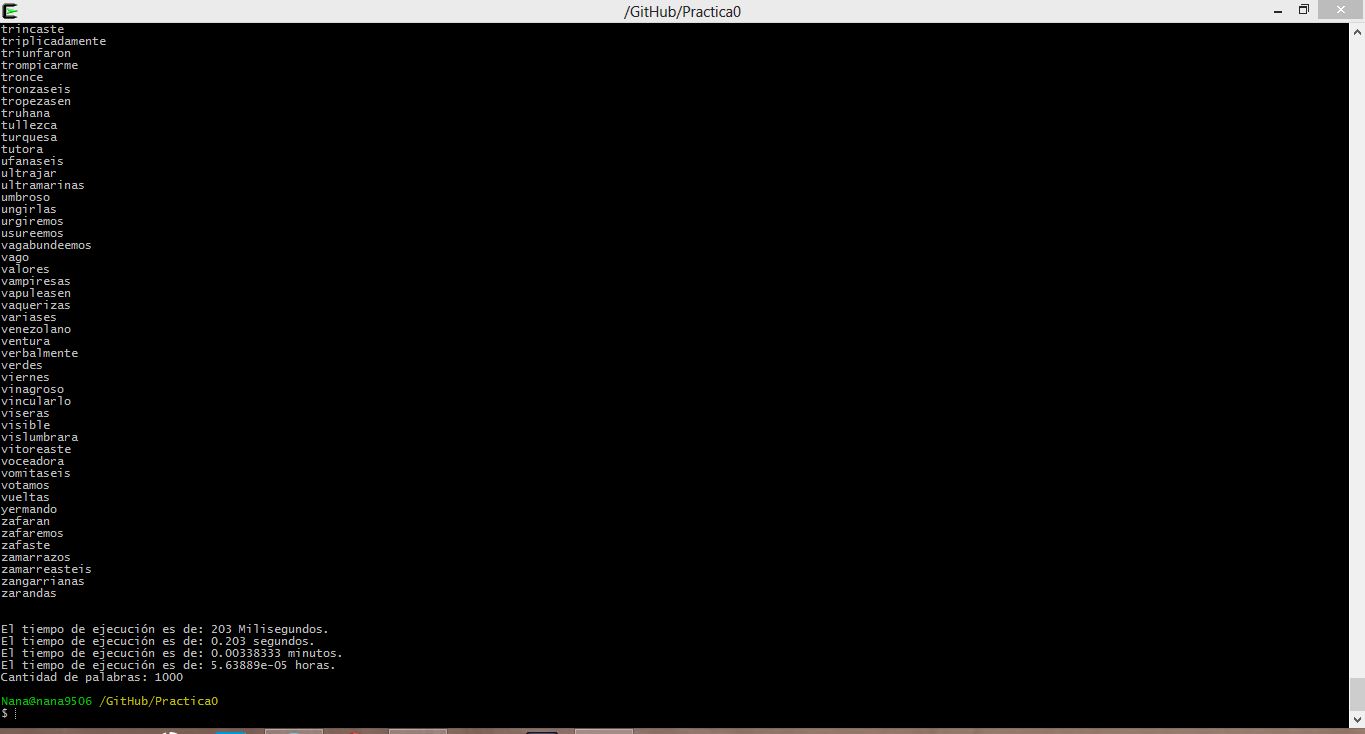 /GitHub/Practica0
trincaste
triplicadamente
triunfaron
trompicarme
tronce
tronzaseis
tropezasen
truhana
tullezca
turquesa
tutora
ufanaseis
ultrajar
ultramarinas
umbroso
ungirlas
urgiremos
usureemos
vagabundeemos
vago
valores
vampiresas
vapuleasen
vaquerizas
variases
venezolano
ventura
verbalmente
verdes
viernes
vinagroso
vincularlo
viseras
visible
vislumbrara
vitoreaste
voceadora
vomitaseis
votamos
vueltas
yermando
zafaran
zafaremos
zafaste
zamarrazos
zamarreasteis
zangarrianas
zarandas
El tiempo de ejecución es de: 203 Milisegundos.
El tiempo de ejecución es de: 0.203 segundos.
El tiempo de ejecución es de: 0.00338333 minutos.
El tiempo de ejecución es de: 5.63889e-05 horas.
Cantidad de palabras: 1000
Nana@nana9506 /GitHub/Practica0
$